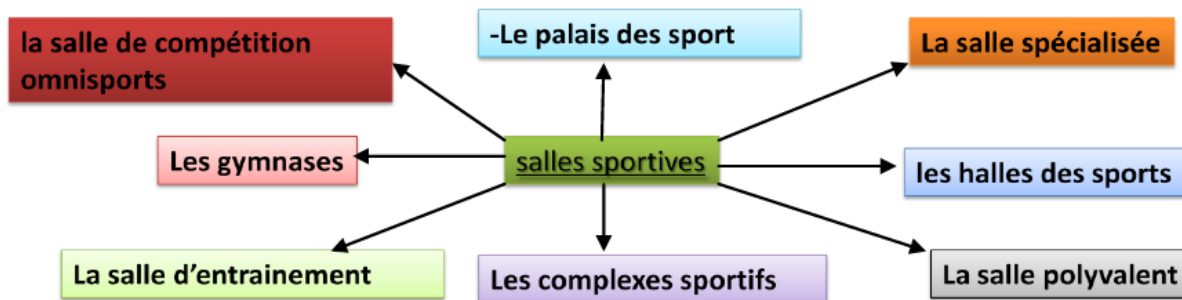 la salle de compétition
omnisports
-Le palais des sport
La salle spécialisée
Les gymnases
salles sportives
les halles des sports
La salle d’entrainement
Les complexes sportifs
La salle polyvalent